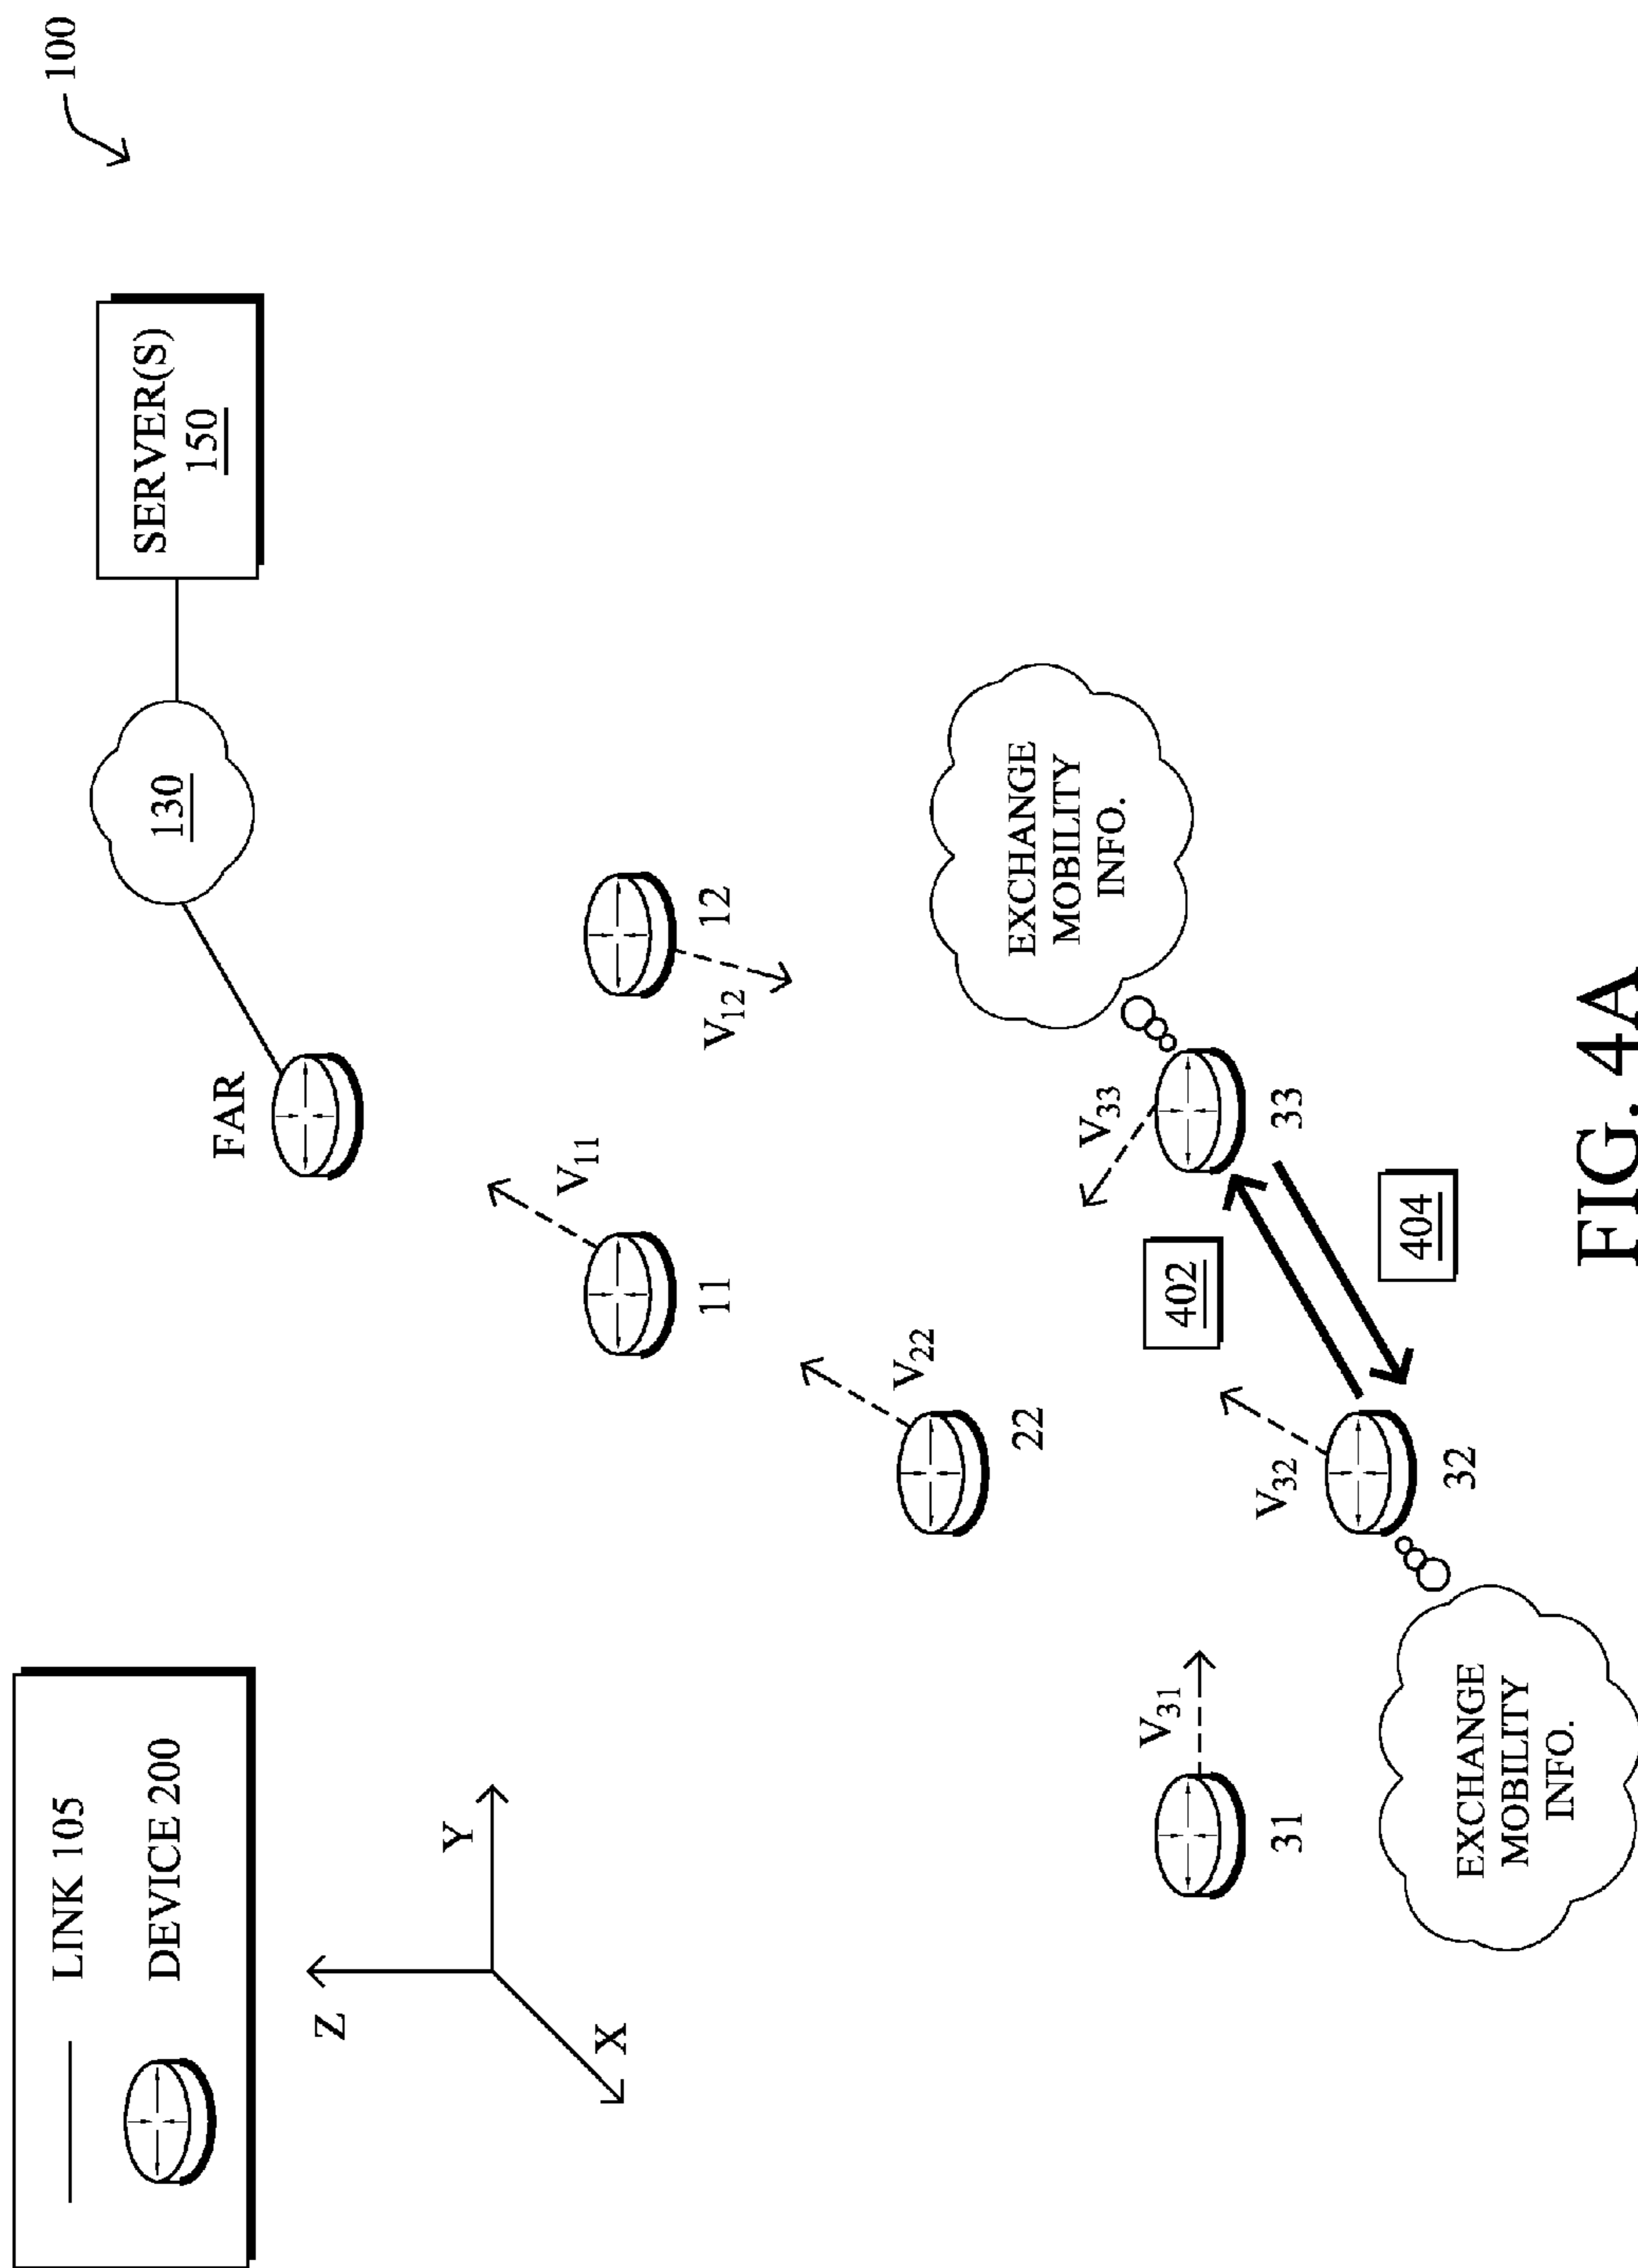 100
LINK 105
DEVICE 200
SERVER(S)
150
130
FAR
Z
Y
X
V11
11
V12
12
V22
22
V31
31
V32
32
V33
33
402
404
EXCHANGE
MOBILITY
INFO.
EXCHANGE
MOBILITY
INFO.
FIG. 4A